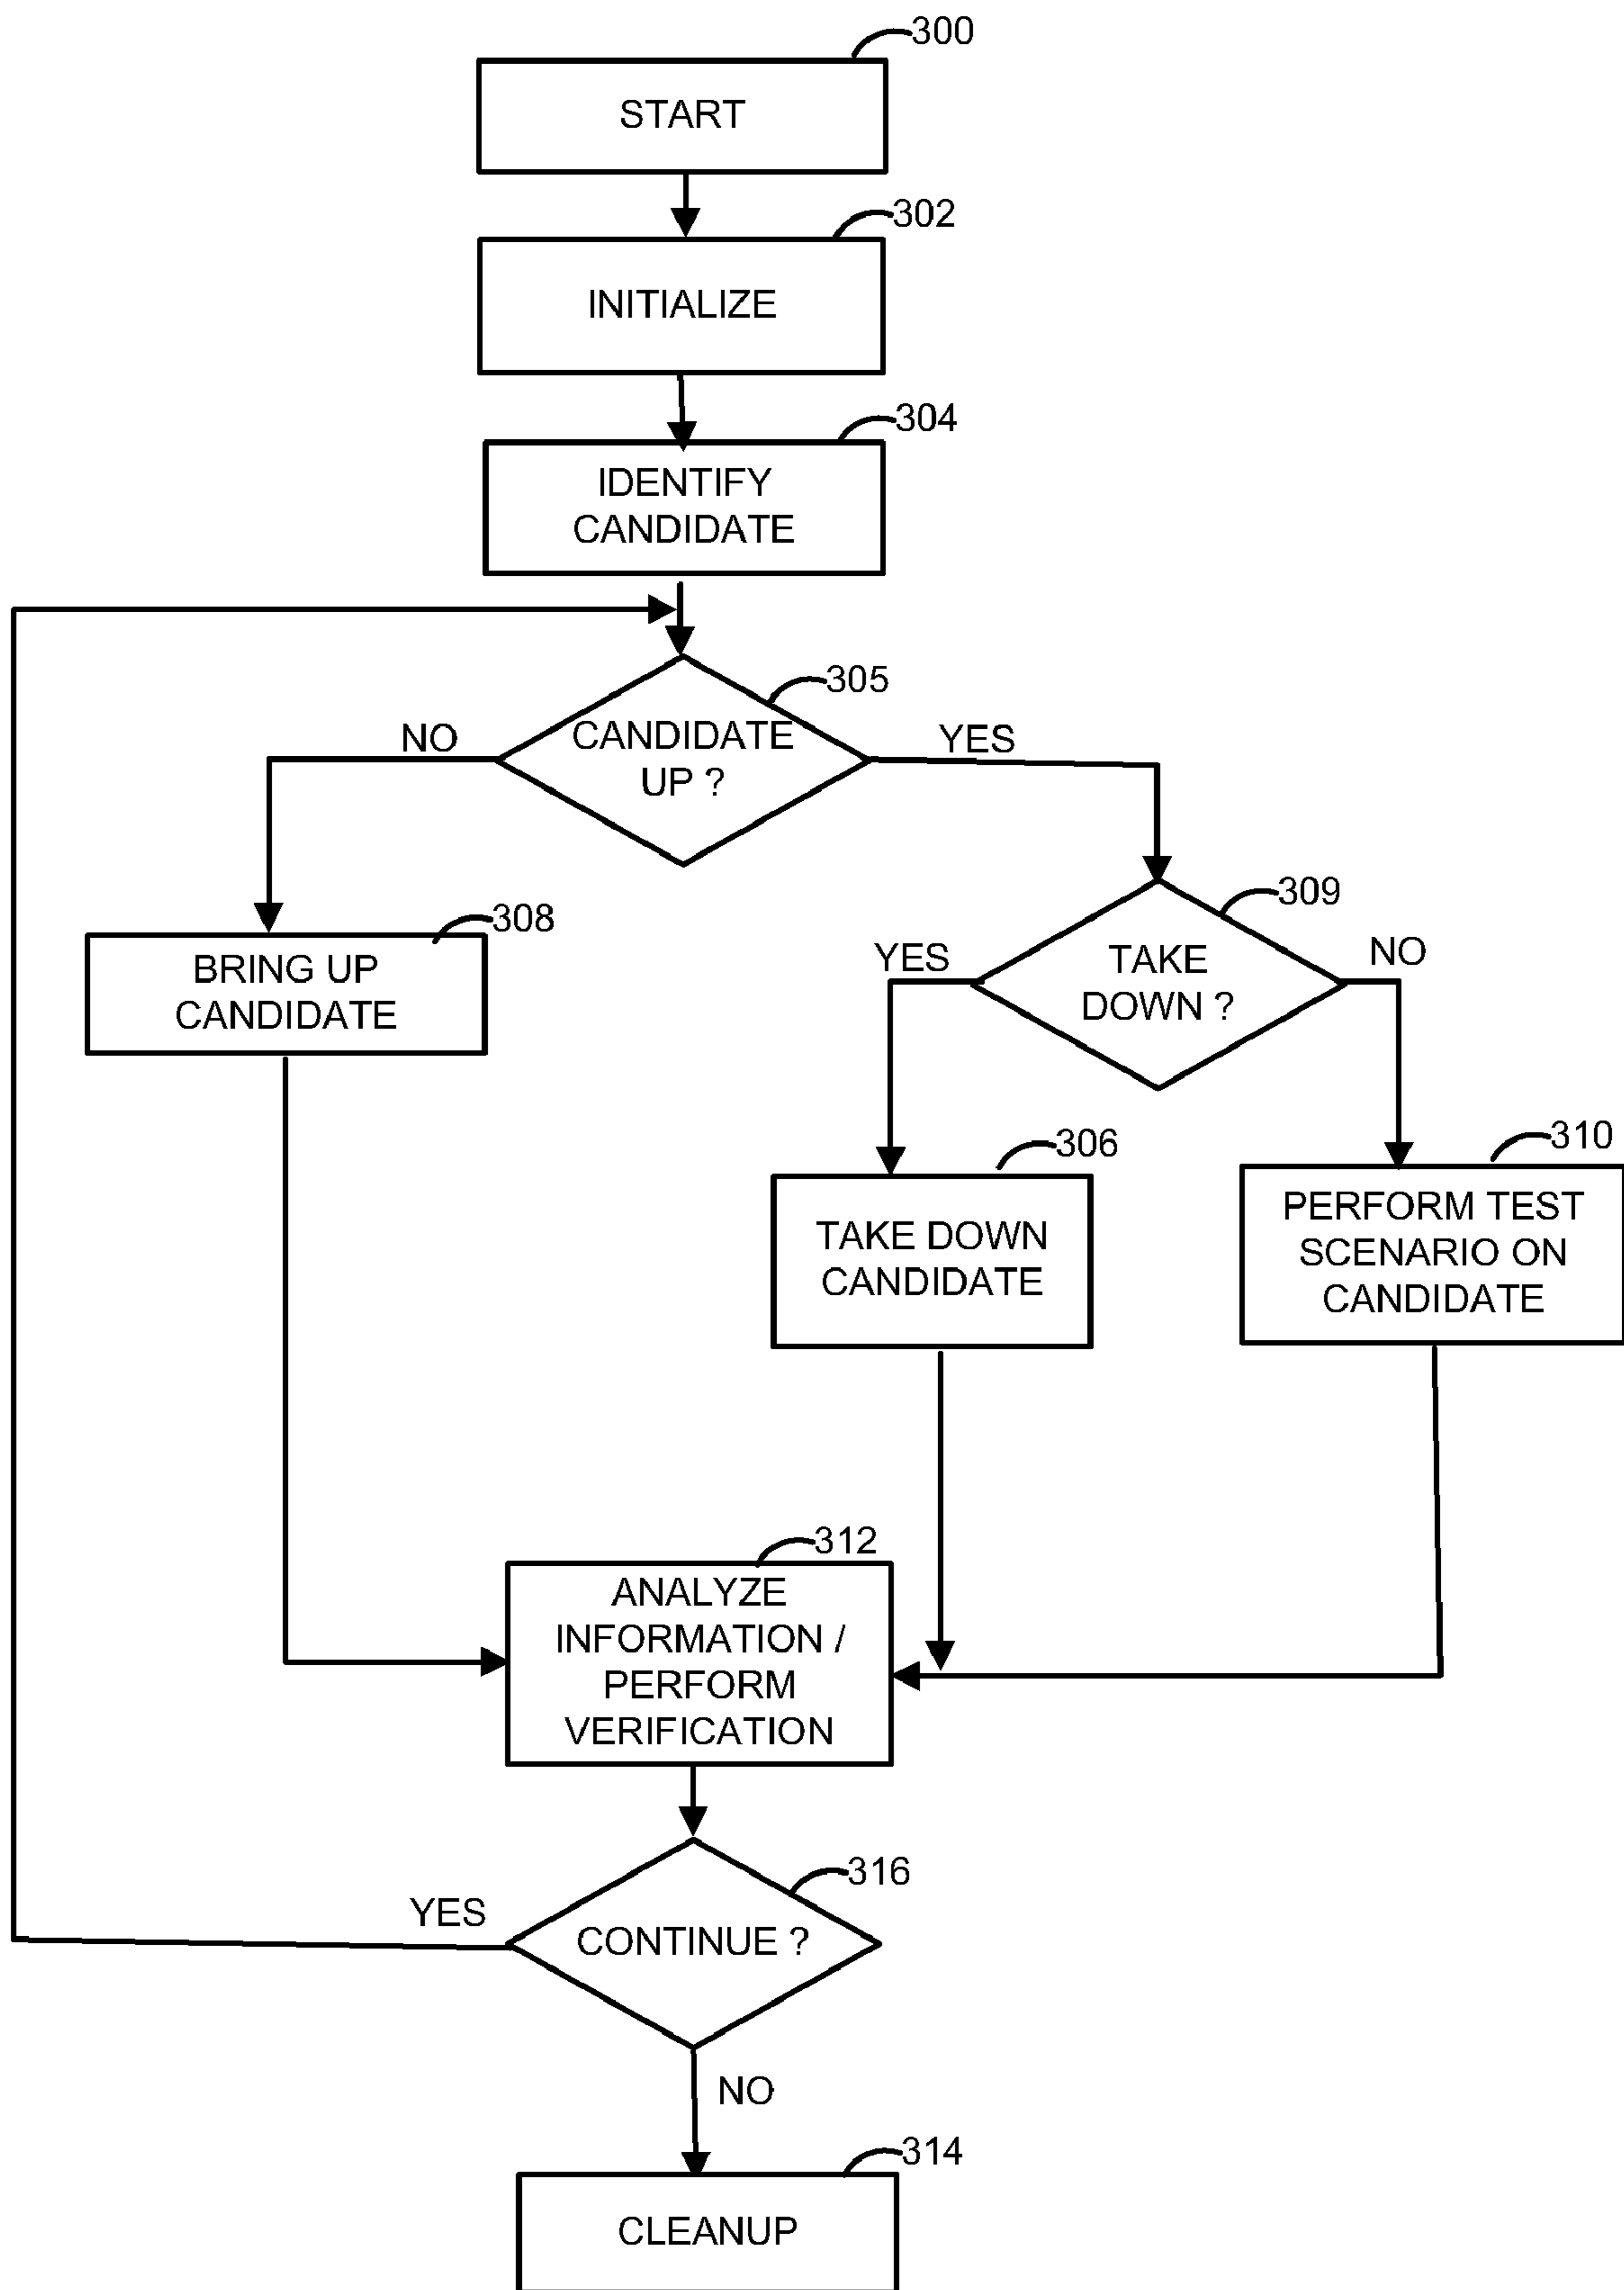 300
START
302
INITIALIZE
304
IDENTIFY
CANDIDATE
305
NO
CANDIDATE
UP ?
YES
308
BRING UP
CANDIDATE
309
YES
TAKE
DOWN ?
NO
306
TAKE DOWN
CANDIDATE
310
PERFORM TEST
SCENARIO ON
CANDIDATE
312
ANALYZE
INFORMATION /
PERFORM
VERIFICATION
316
YES
CONTINUE ?
NO
314
CLEANUP